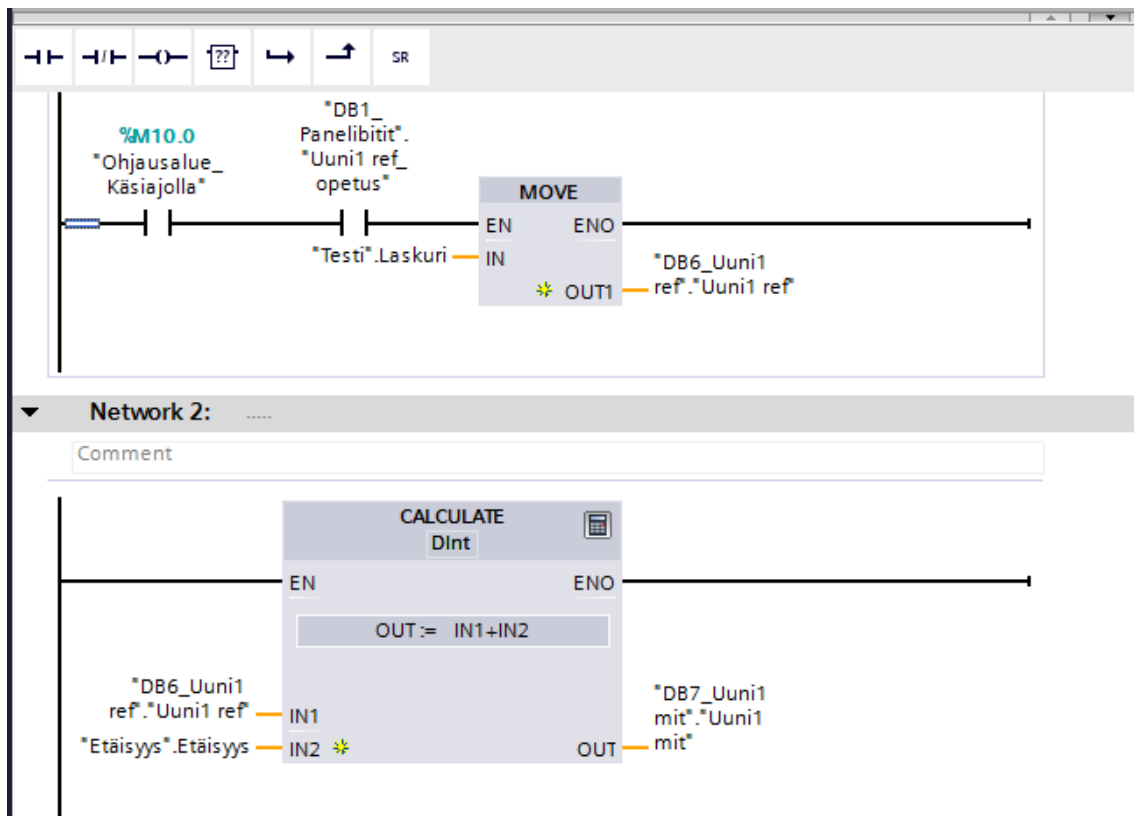 ??
SR
"DB1_
Panelibitit".
"Uuni1 ref_
opetus"
%M10.0
"Ohjausalue_
Käsiajolla"
MOVE
EN ENO
"Testi".Laskuri IN
OUT1
"DB6_Uuni1
ref"."Uuni1 ref"
Network 2: .....
Comment
CALCULATE
DInt
EN ENO
OUT := IN1+IN2
"DB6_Uuni1
ref"."Uuni1 ref" IN1
"Etäisyys".Etäisyys IN2
OUT
"DB7_Uuni1
mit"."Uuni1
mit"